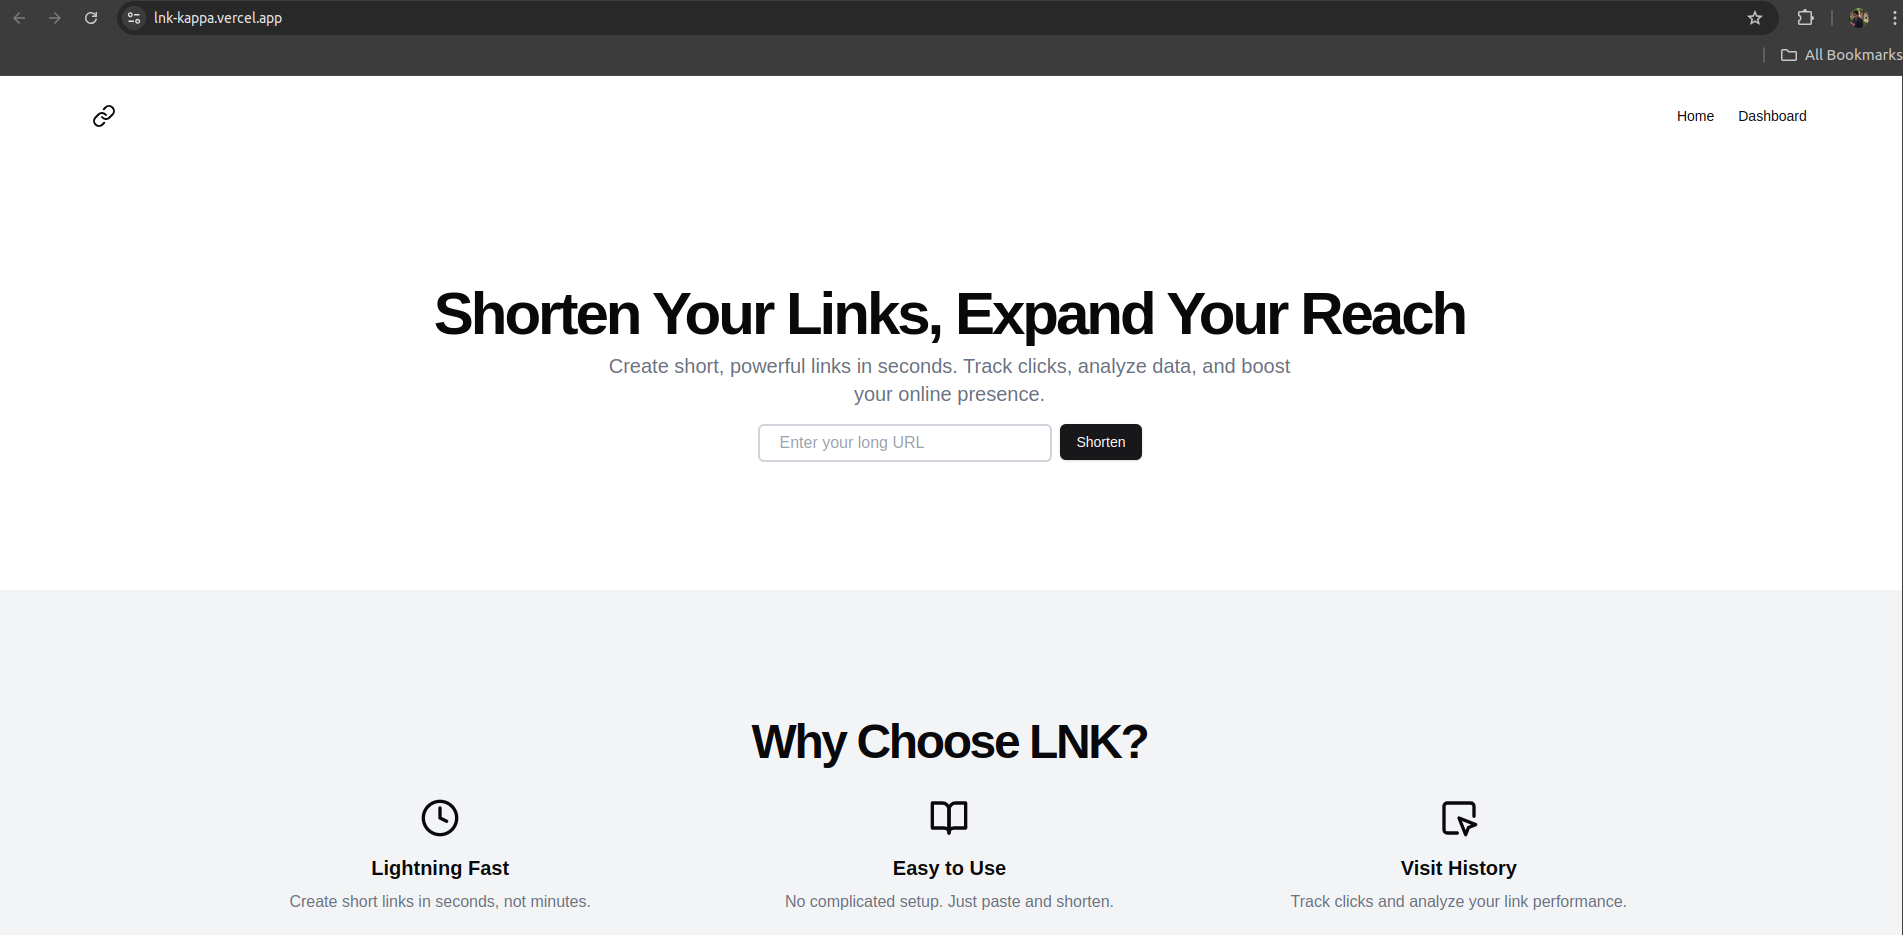 lnk-kappa.vercel.app
All Bookmarks
Home Dashboard
Shorten Your Links, Expand Your Reach
Create short, powerful links in seconds. Track clicks, analyze data, and boost
your online presence.
Enter your long URL Shorten
Why Choose LNK?
Lightning Fast
Create short links in seconds, not minutes.
Easy to Use
No complicated setup. Just paste and shorten.
Visit History
Track clicks and analyze your link performance.